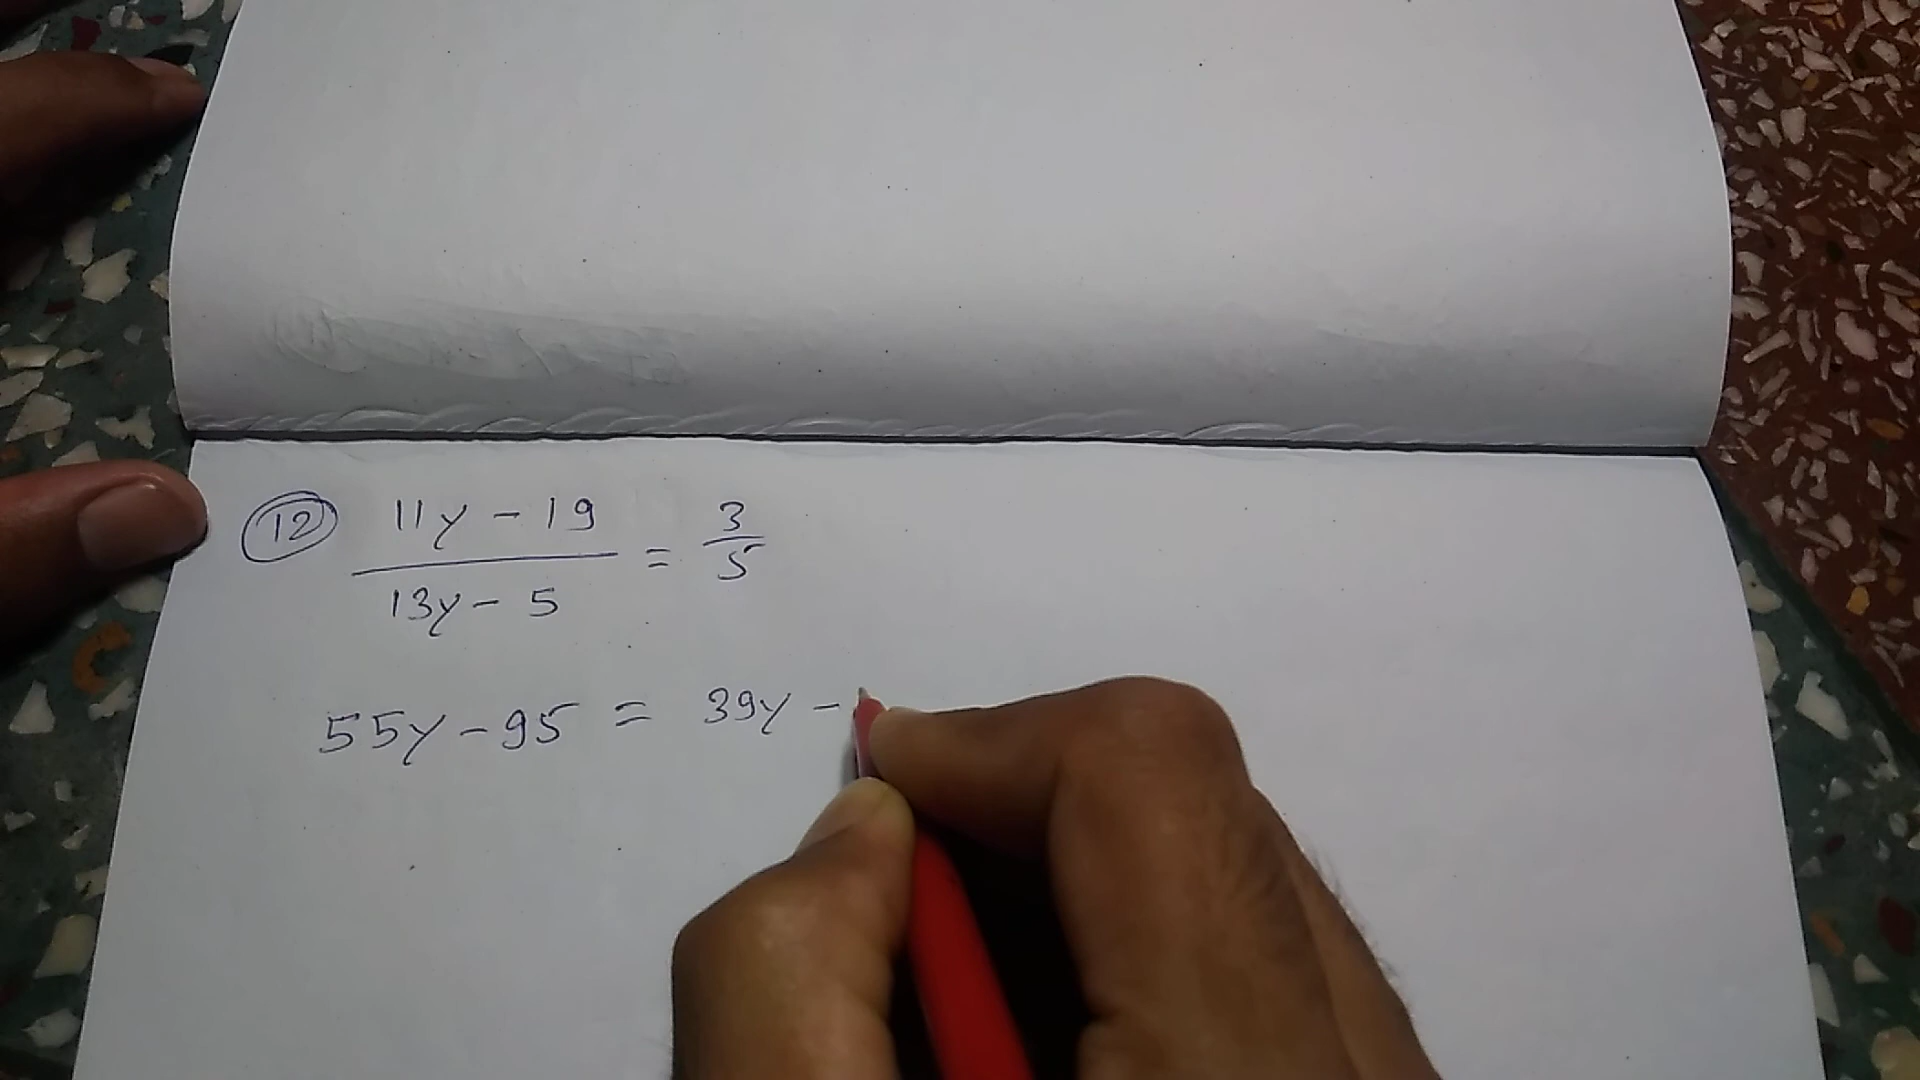 12 11y - 19 / 13y - 5 = 3 / 5
55y - 95 = 39y -